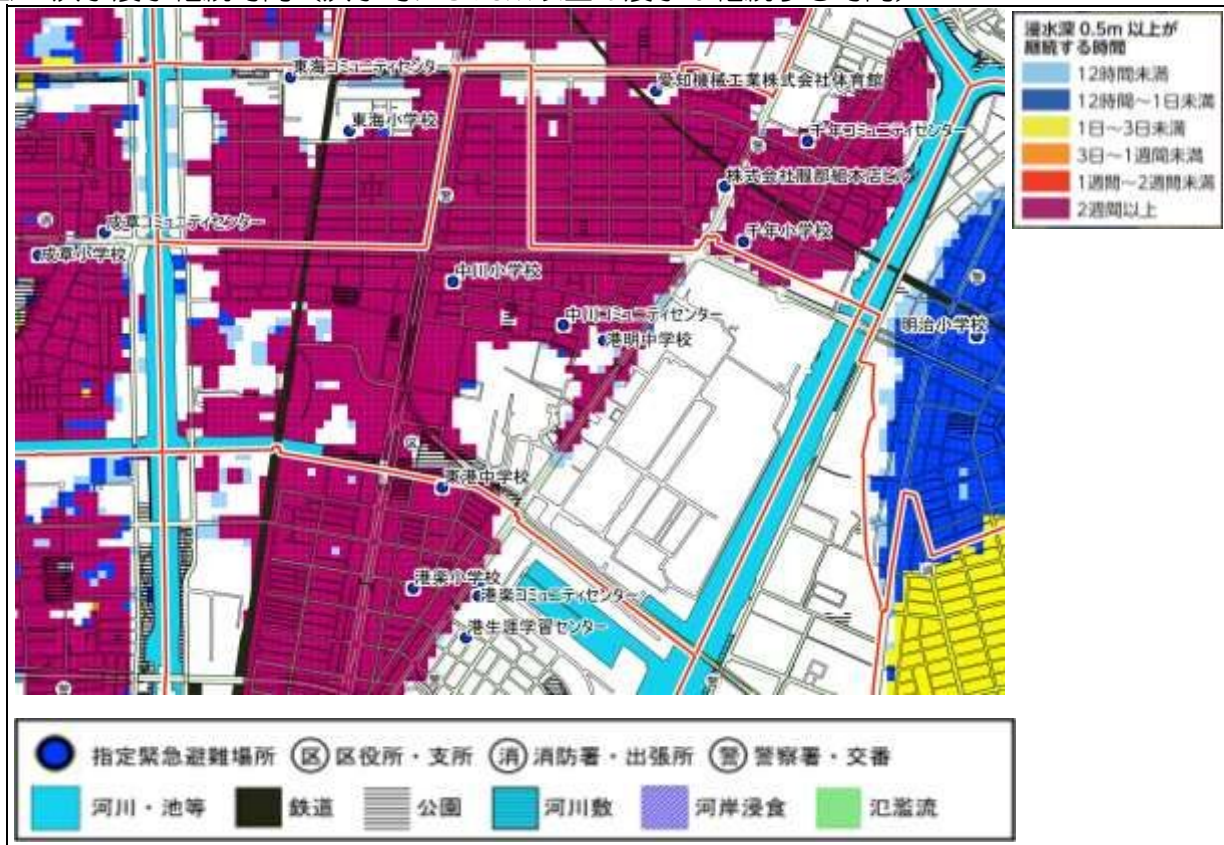 浸水深 0.5m 以上が
継続する時間
12時間未満
12時間～1日未満
1日～3日未満
3日～1週間未満
1週間～2週間未満
2週間以上
東海コミュニティセンター
愛知機械工業株式会社体育館
東海小学校
千年コミュニティセンター
警
株式会社服部組本店ビル
警
消
成章コミュニティセンター
千年小学校
成章小学校
中川小学校
警
中川コミュニティセンター
明治小学校
港明中学校
区
東港中学校
消
港楽小学校
港楽コミュニティセンター
港生涯学習センター
警
警
警
指定緊急避難場所
区 区役所・支所
消 消防署・出張所
警 警察署・交番
河川・池等
鉄道
公園
河川敷
河岸浸食
氾濫流